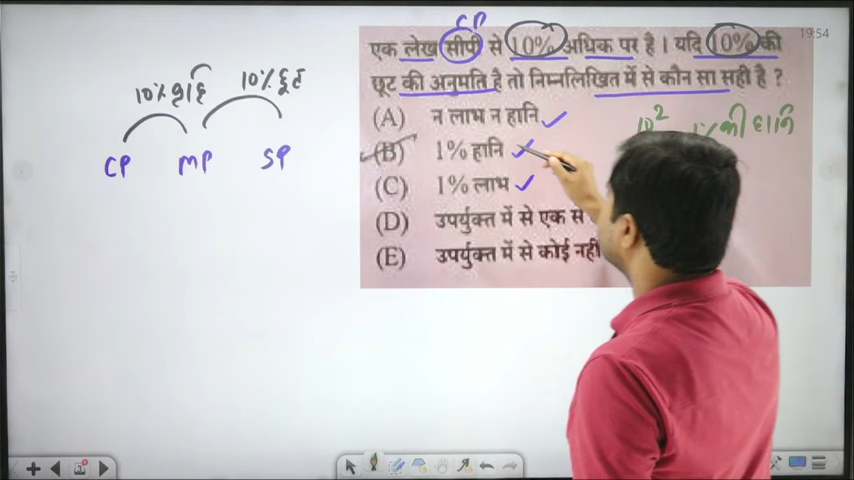 CP
एक लेख सीपी से 10% अधिक पर है । यदि 10% की
छूट की अनुमति है तो निम्नलिखित में से कौन सा सही है ?
(A) न लाभ न हानि
(B) 1% हानि
(C) 1% लाभ
(D) उपर्युक्त में से एक से
(E) उपर्युक्त में से कोई नहीं
19:54
10% वृद्धि 10% छूट
CP MP SP
10² 1% की हानि